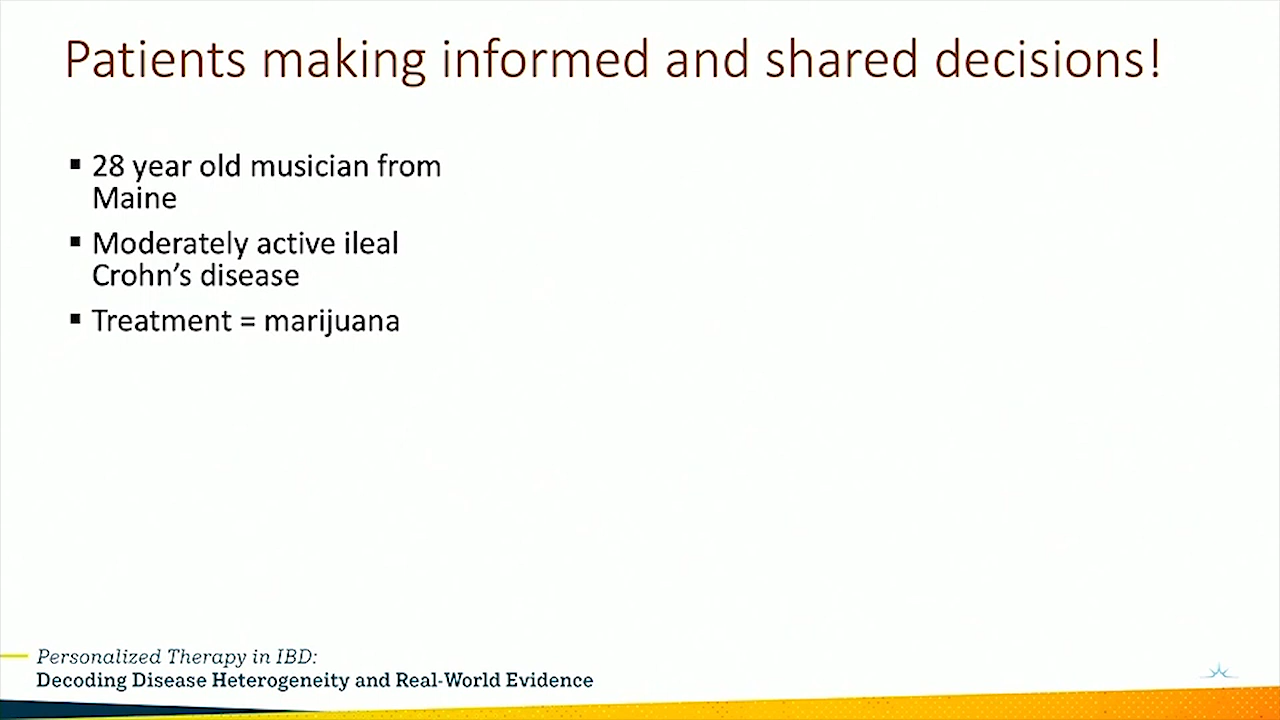 Patients making informed and shared decisions!
▪ 28 year old musician from
Maine
▪ Moderately active ileal
Crohn’s disease
▪ Treatment = marijuana
Personalized Therapy in IBD:
Decoding Disease Heterogeneity and Real-World Evidence